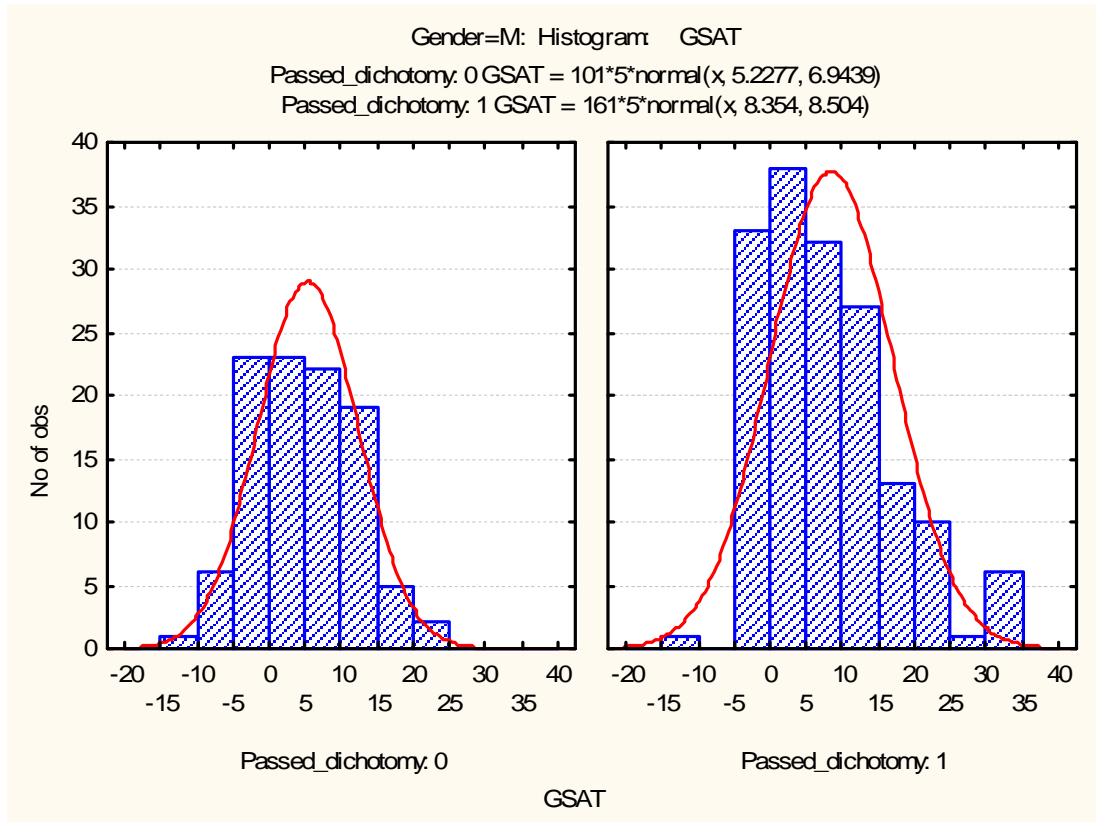 Gender=M: Histogram: GSAT
Passed_dichotomy: 0 GSAT = 101*5*normal(x, 5.2277, 6.9439)
Passed_dichotomy: 1 GSAT = 161*5*normal(x, 8.354, 8.504)
No of obs
40
35
30
25
20
15
10
5
0
-20 -10 0 10 20 30 40
-15 -5 5 15 25 35
Passed_dichotomy: 0
-20 -10 0 10 20 30 40
-15 -5 5 15 25 35
Passed_dichotomy: 1
GSAT